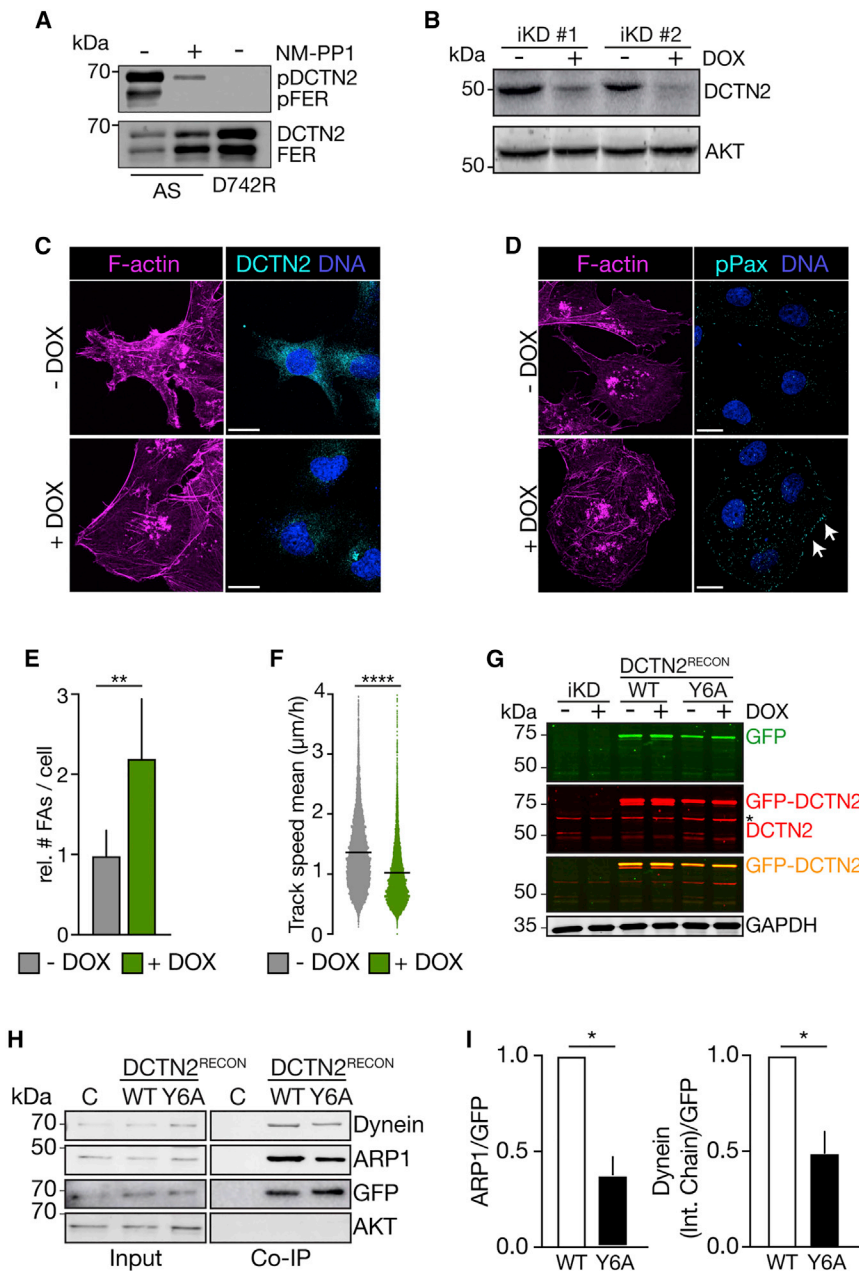 A
kDa
- + - NM-PP1
70
pDCTN2
pFER
70
DCTN2
FER
AS D742R
B
iKD #1 iKD #2
kDa - + - + DOX
50
DCTN2
AKT
50
C
F-actin DCTN2 DNA
- DOX
+ DOX
D
F-actin pPax DNA
- DOX
+ DOX
E
**
3
2
1
0
rel. # FAs / cell
- DOX + DOX
F
****
4
3
2
1
0
Track speed mean (µm/h)
- DOX + DOX
G
DCTN2RECON
iKD WT Y6A
kDa - + - + - + DOX
75
GFP
50
75
GFP-DCTN2
*
50
DCTN2
GFP-DCTN2
50
35
GAPDH
H
DCTN2RECON DCTN2RECON
kDa C WT Y6A C WT Y6A
70
Dynein
50
ARP1
70
GFP
70
AKT
Input Co-IP
I
*
1.0
0.5
0.0
ARP1/GFP
WT Y6A
*
1.0
0.5
0.0
Dynein
(Int. Chain)/GFP
WT Y6A